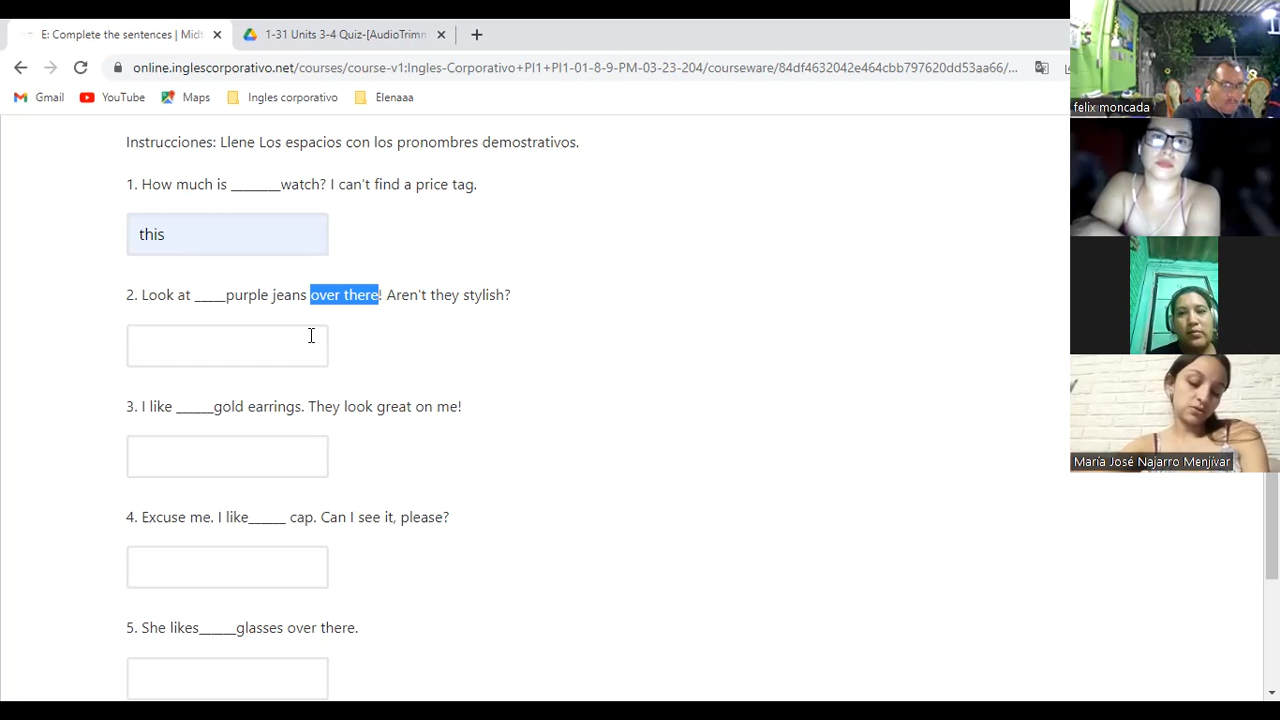 E: Complete the sentences | Midt
1-31 Units 3-4 Quiz-[AudioTrimm
online.inglescorporativo.net/courses/course-v1:Ingles-Corporativo+PI1+PI1-01-8-9-PM-03-23-204/courseware/84df4632042e464cbb797620dd53aa66/...
Gmail
YouTube
Maps
Ingles corporativo
Elenaaa
Instrucciones: Llene Los espacios con los pronombres demostrativos.
1. How much is ________watch? I can't find a price tag.
this
2. Look at _____purple jeans over there! Aren't they stylish?
3. I like ______gold earrings. They look great on me!
4. Excuse me. I like______ cap. Can I see it, please?
5. She likes______glasses over there.
felix moncada
María José Najarro Menjivar